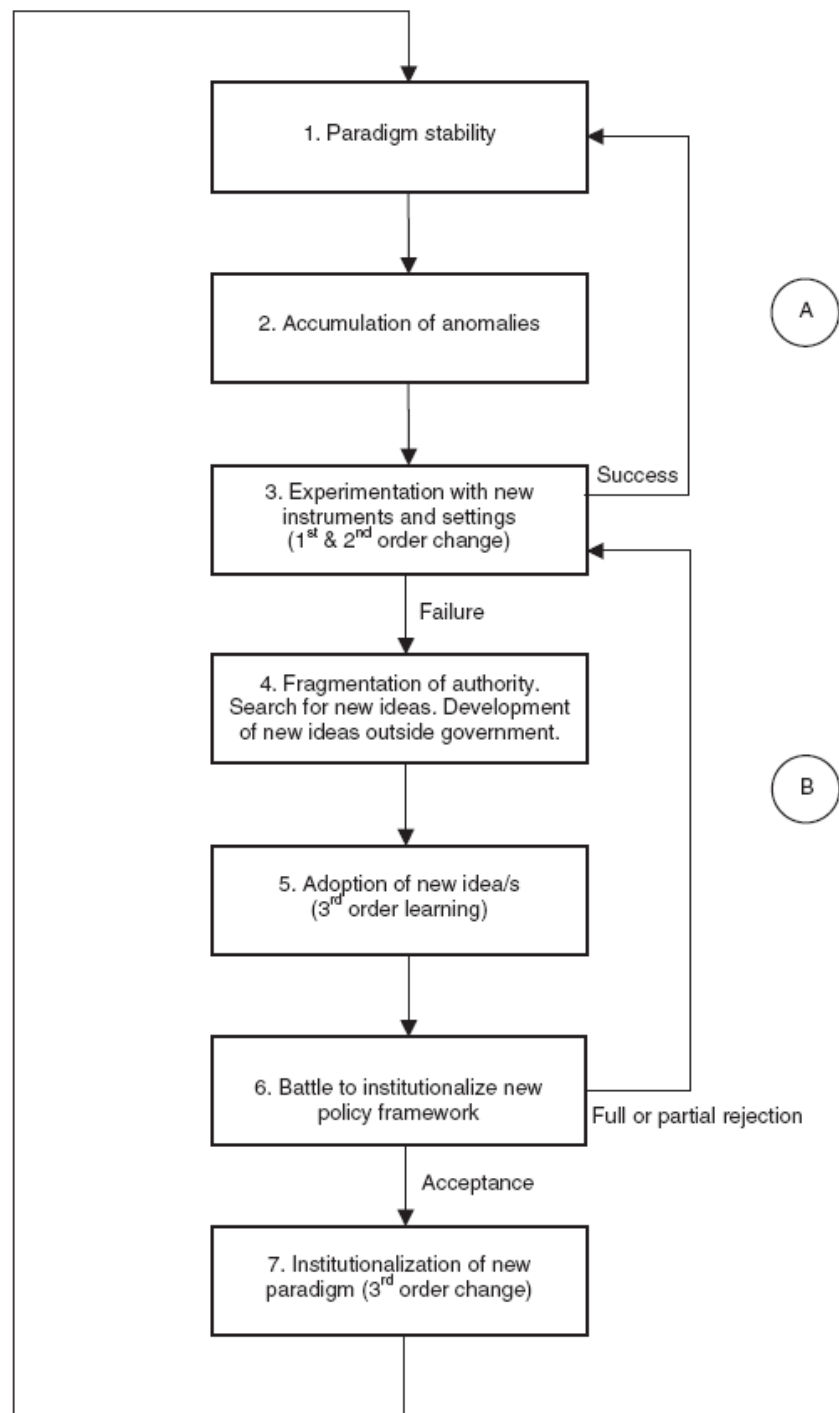 1. Paradigm stability
2. Accumulation of anomalies
A
Success
3. Experimentation with new
instruments and settings
(1st & 2nd order change)
Failure
4. Fragmentation of authority.
Search for new ideas. Development
of new ideas outside government.
B
5. Adoption of new idea/s
(3rd order learning)
6. Battle to institutionalize new
policy framework
Full or partial rejection
Acceptance
7. Institutionalization of new
paradigm (3rd order change)